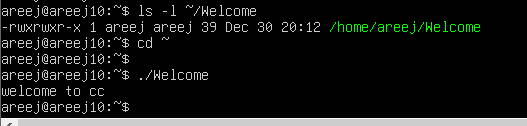 areej@areej10:~$ ls -l ~/Welcome
-rwxrwxr-x 1 areej areej 39 Dec 30 20:12 /home/areej/Welcome
areej@areej10:~$ cd ~
areej@areej10:~$
areej@areej10:~$ ./Welcome
welcome to cc
areej@areej10:~$